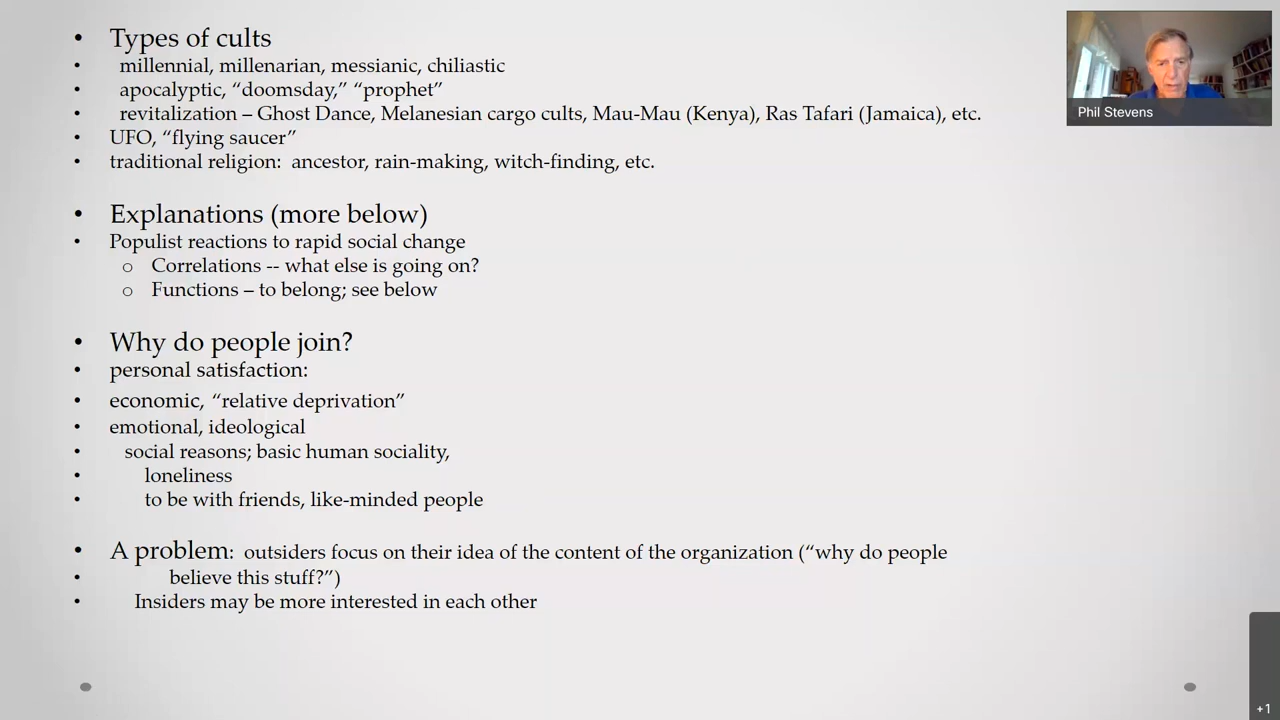 • Types of cults
• millennial, millenarian, messianic, chiliastic
• apocalyptic, “doomsday,” “prophet”
• revitalization – Ghost Dance, Melanesian cargo cults, Mau-Mau (Kenya), Ras Tafari (Jamaica), etc.
• UFO, “flying saucer”
• traditional religion: ancestor, rain-making, witch-finding, etc.
• Explanations (more below)
• Populist reactions to rapid social change
o Correlations -- what else is going on?
o Functions – to belong; see below
• Why do people join?
• personal satisfaction:
• economic, “relative deprivation”
• emotional, ideological
• social reasons; basic human sociality,
• loneliness
• to be with friends, like-minded people
• A problem: outsiders focus on their idea of the content of the organization (“why do people
• believe this stuff?”)
• Insiders may be more interested in each other
Phil Stevens
+1